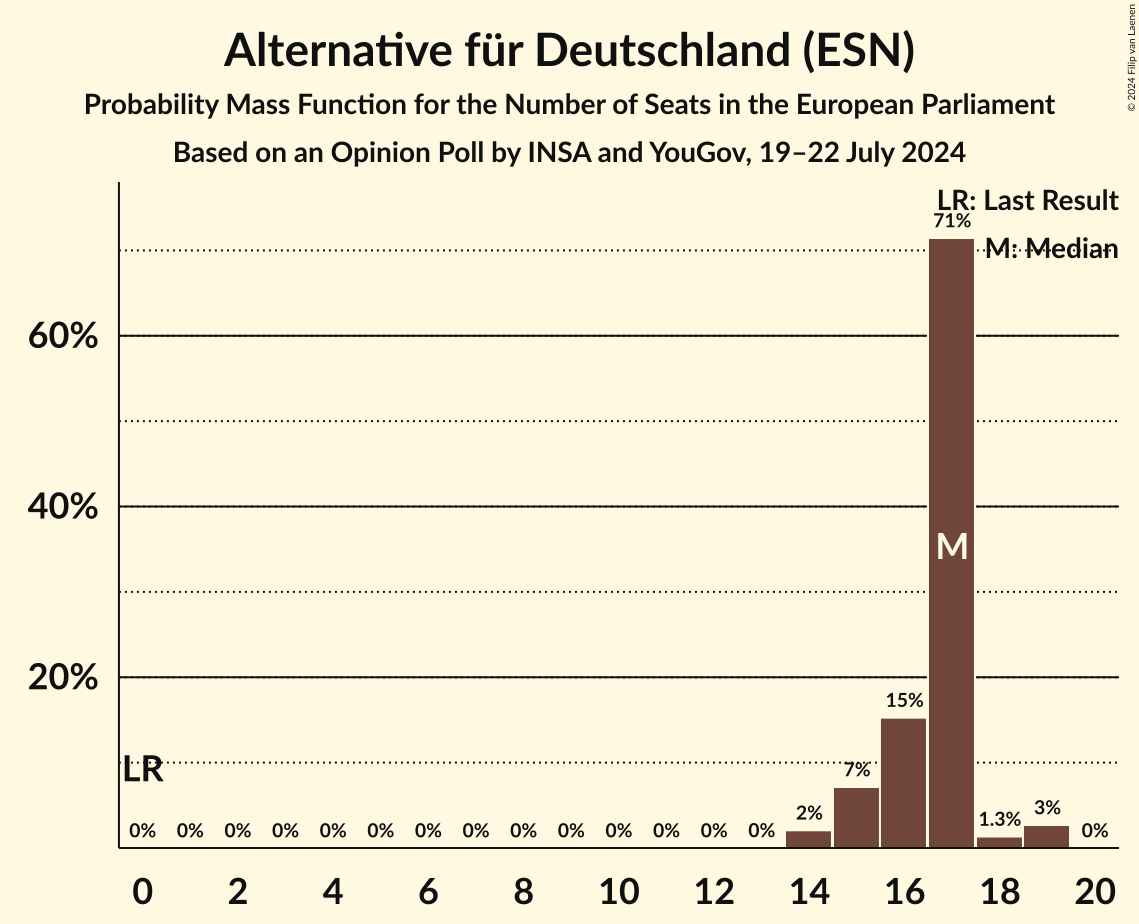 Alternative für Deutschland (ESN)
Probability Mass Function for the Number of Seats in the European Parliament
Based on an Opinion Poll by INSA and YouGov, 19–22 July 2024
© 2024 Filip van Laenen
LR: Last Result
M: Median
60%
40%
20%
LR
M
0% 0% 0% 0% 0% 0% 0% 0% 0% 0% 0% 0% 0% 0% 2% 7% 15% 71% 1.3% 3% 0%
0 2 4 6 8 10 12 14 16 18 20